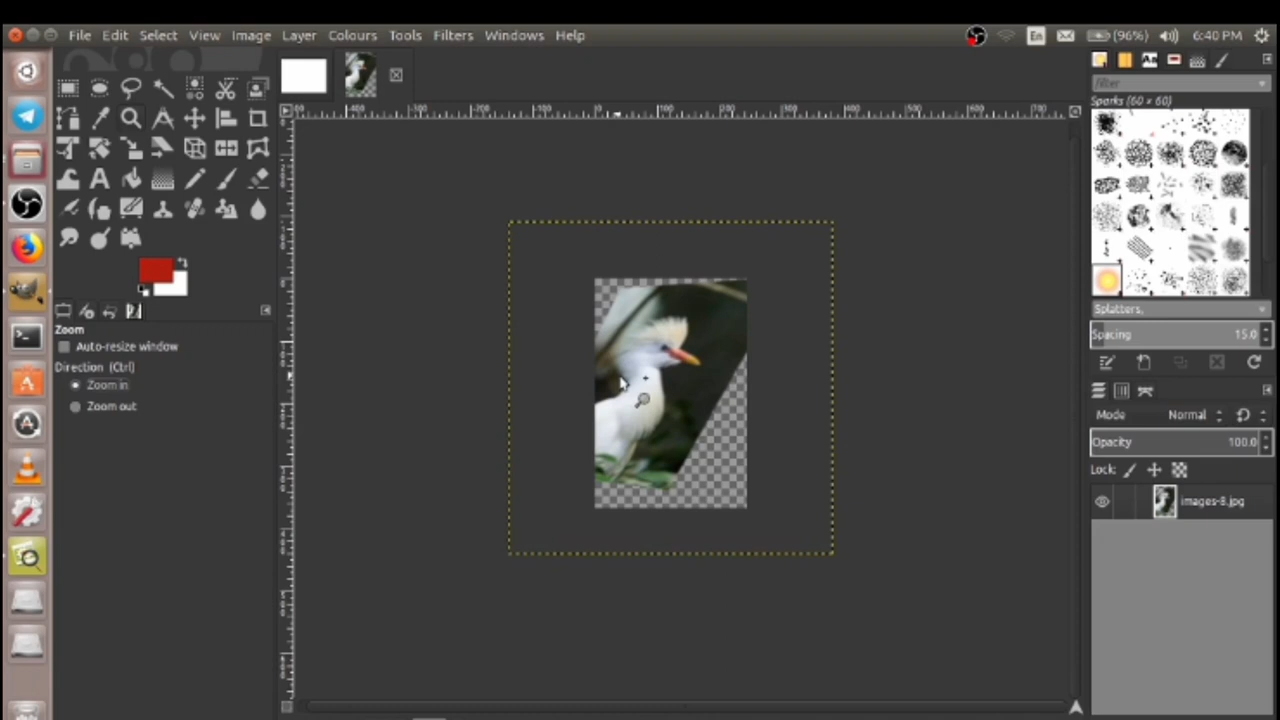 File Edit Select View Image Layer Colours Tools Filters Windows Help
En (96%) 6:40 PM
filter
Sparks (60 × 60)
Zoom
Auto-resize window
Direction (Ctrl)
Zoom in
Zoom out
Splatters,
Spacing 15.0
Mode Normal
Opacity 100.0
Lock:
images-8.jpg